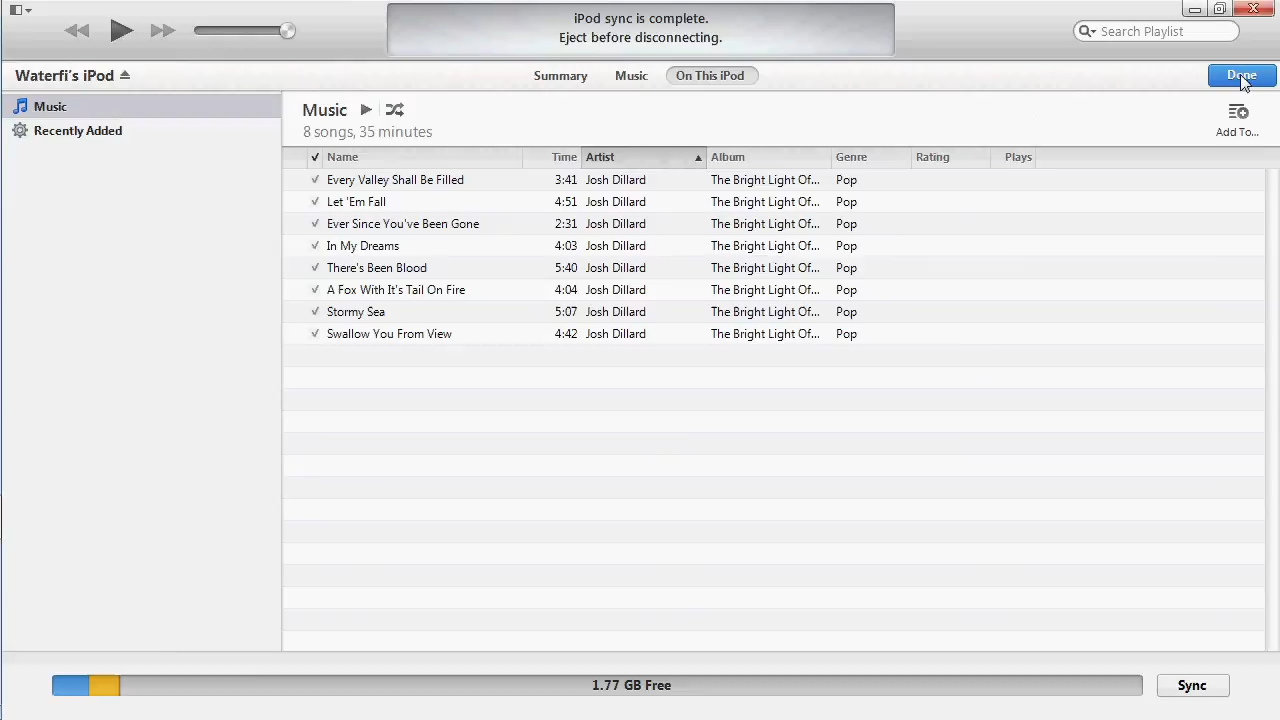 iPod sync is complete.
Eject before disconnecting.
Search Playlist
Waterfi's iPod
Summary Music On This iPod
Done
Music
Recently Added
Music
8 songs, 35 minutes
Add To...
Name Time Artist Album Genre Rating Plays
Every Valley Shall Be Filled 3:41 Josh Dillard The Bright Light Of... Pop
Let 'Em Fall 4:51 Josh Dillard The Bright Light Of... Pop
Ever Since You've Been Gone 2:31 Josh Dillard The Bright Light Of... Pop
In My Dreams 4:03 Josh Dillard The Bright Light Of... Pop
There's Been Blood 5:40 Josh Dillard The Bright Light Of... Pop
A Fox With It's Tail On Fire 4:04 Josh Dillard The Bright Light Of... Pop
Stormy Sea 5:07 Josh Dillard The Bright Light Of... Pop
Swallow You From View 4:42 Josh Dillard The Bright Light Of... Pop
1.77 GB Free
Sync